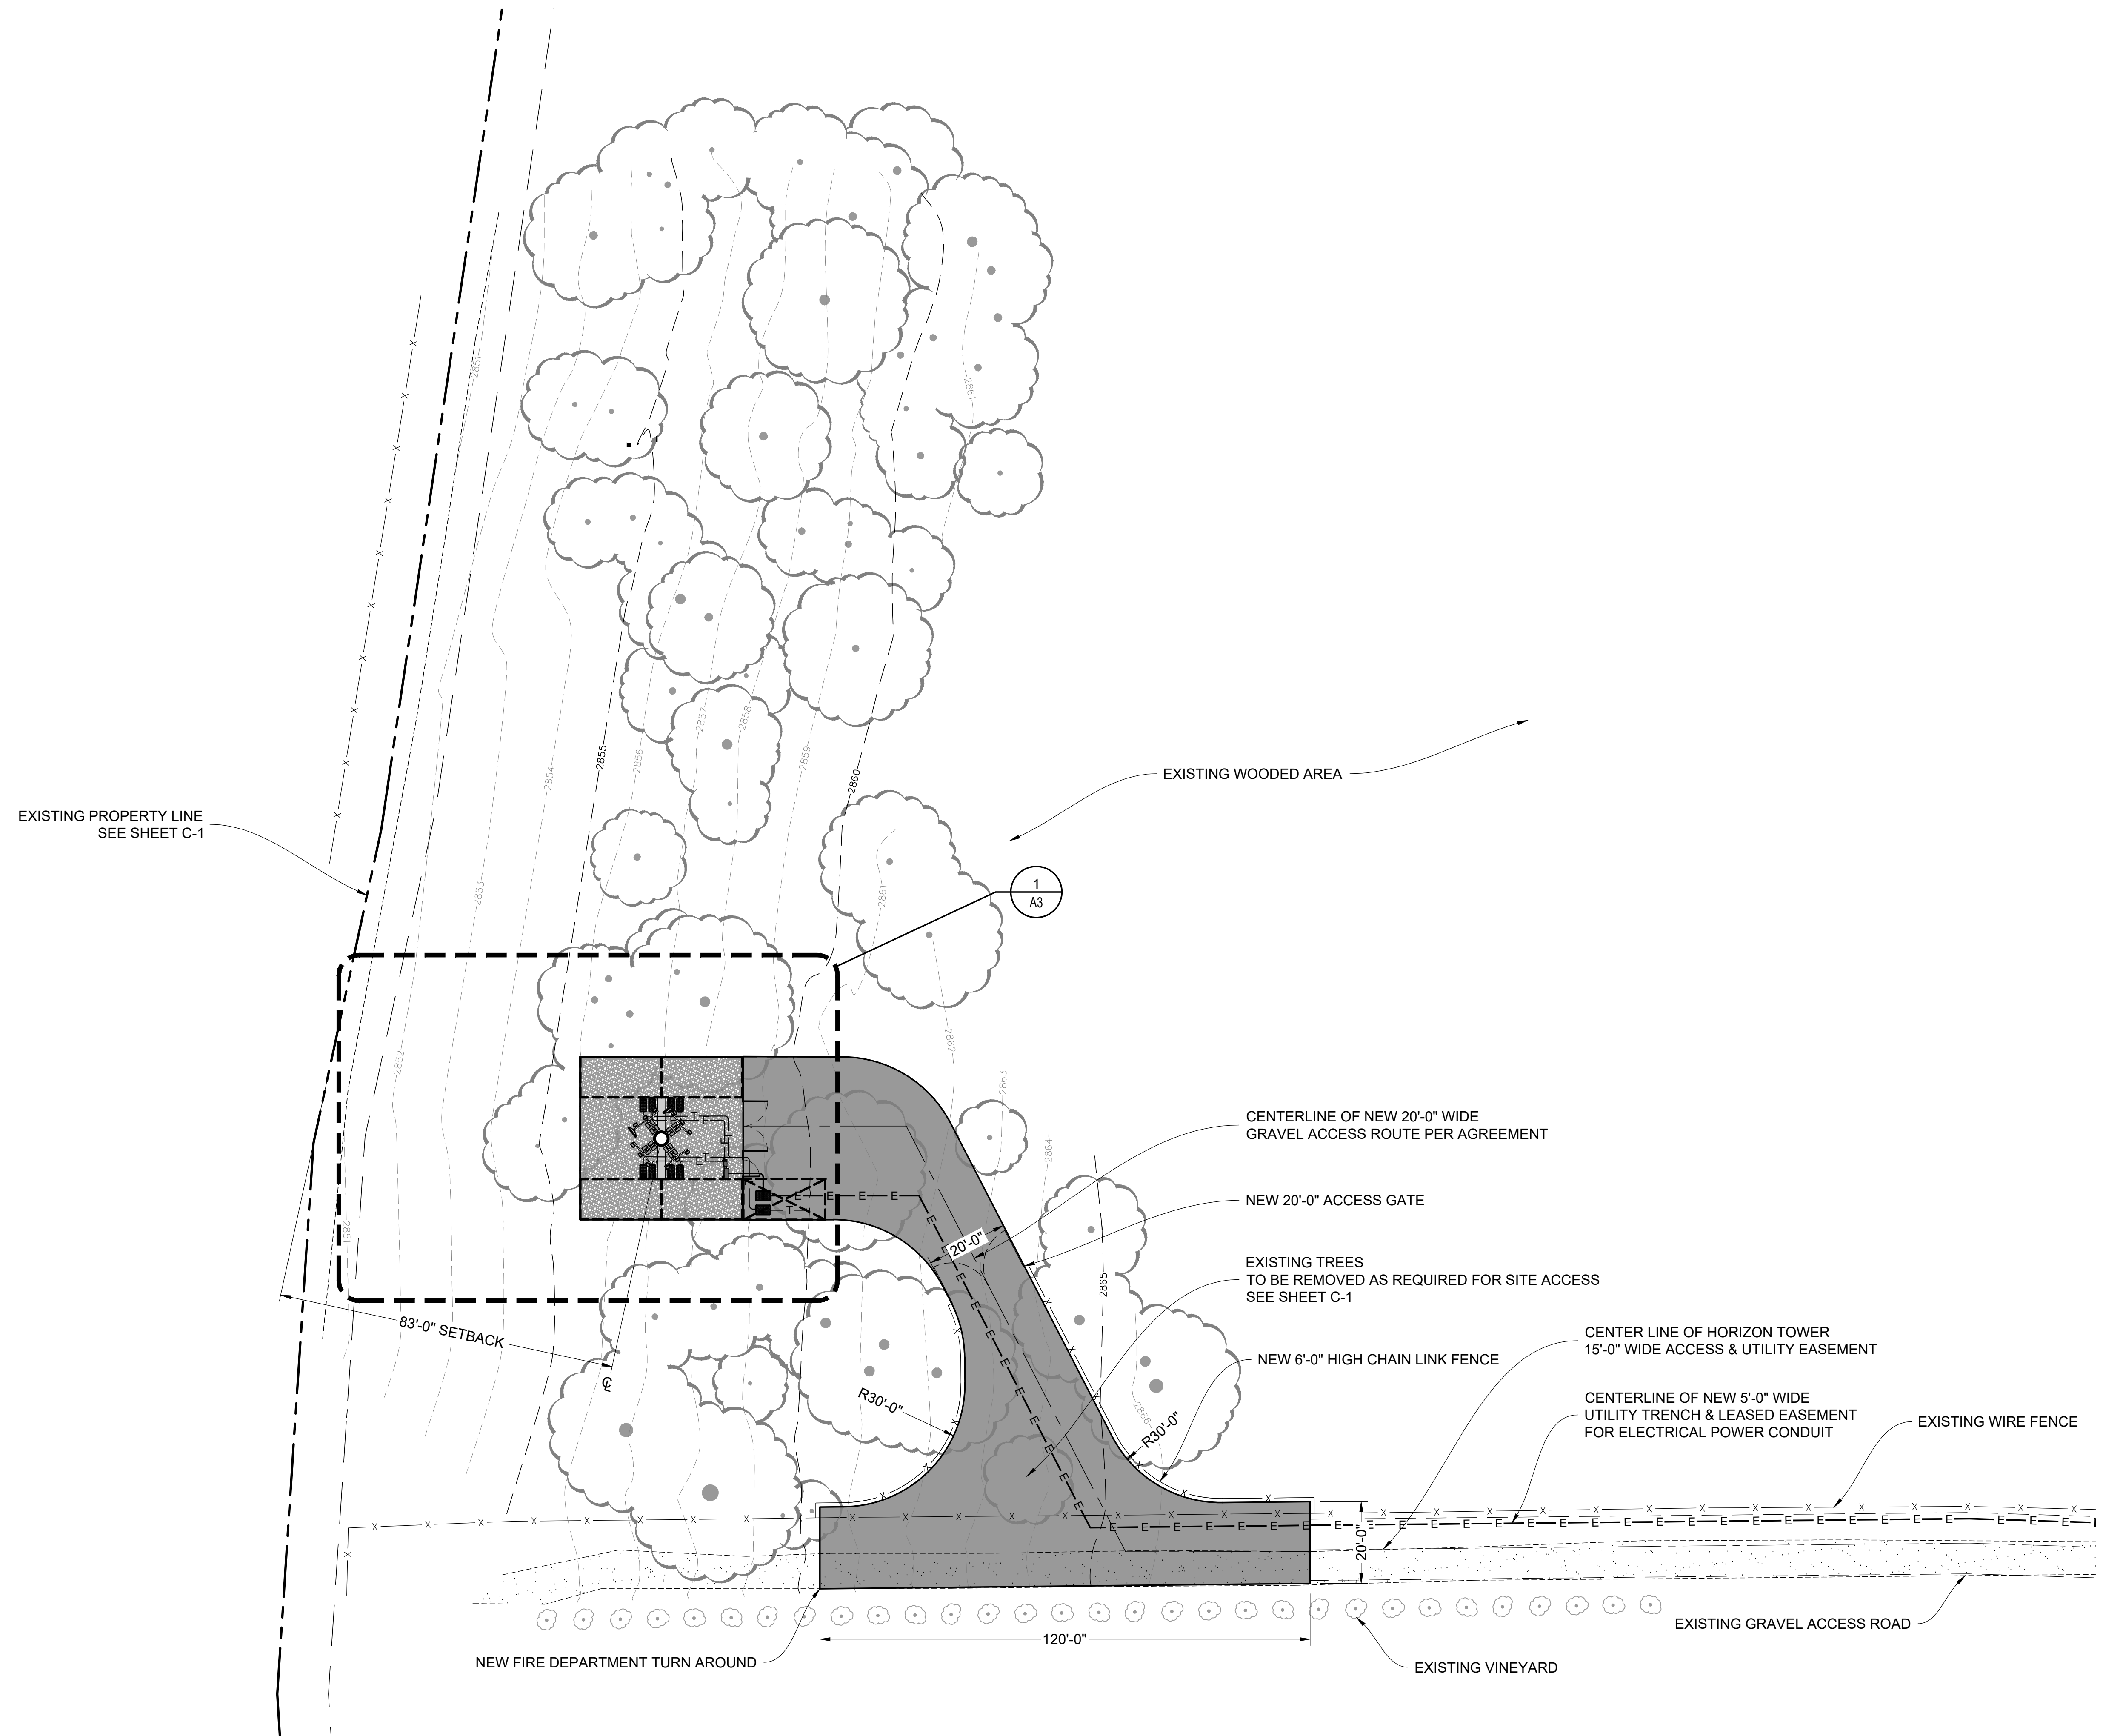 2851
2861
2855
2856
2857
2858
2859
2860
2854
EXISTING WOODED AREA
EXISTING PROPERTY LINE
SEE SHEET C-1
2853
2861
1
A3
2852
2862
2863
2864
CENTERLINE OF NEW 20'-0" WIDE
GRAVEL ACCESS ROUTE PER AGREEMENT
NEW 20'-0" ACCESS GATE
2851
20'-0"
2865
EXISTING TREES
TO BE REMOVED AS REQUIRED FOR SITE ACCESS
SEE SHEET C-1
83'-0" SETBACK
CENTER LINE OF HORIZON TOWER
15'-0" WIDE ACCESS & UTILITY EASEMENT
NEW 6'-0" HIGH CHAIN LINK FENCE
R30'-0"
2866
R30'-0"
CENTERLINE OF NEW 5'-0" WIDE
UTILITY TRENCH & LEASED EASEMENT
FOR ELECTRICAL POWER CONDUIT
EXISTING WIRE FENCE
20'-0"
EXISTING GRAVEL ACCESS ROAD
120'-0"
NEW FIRE DEPARTMENT TURN AROUND
EXISTING VINEYARD